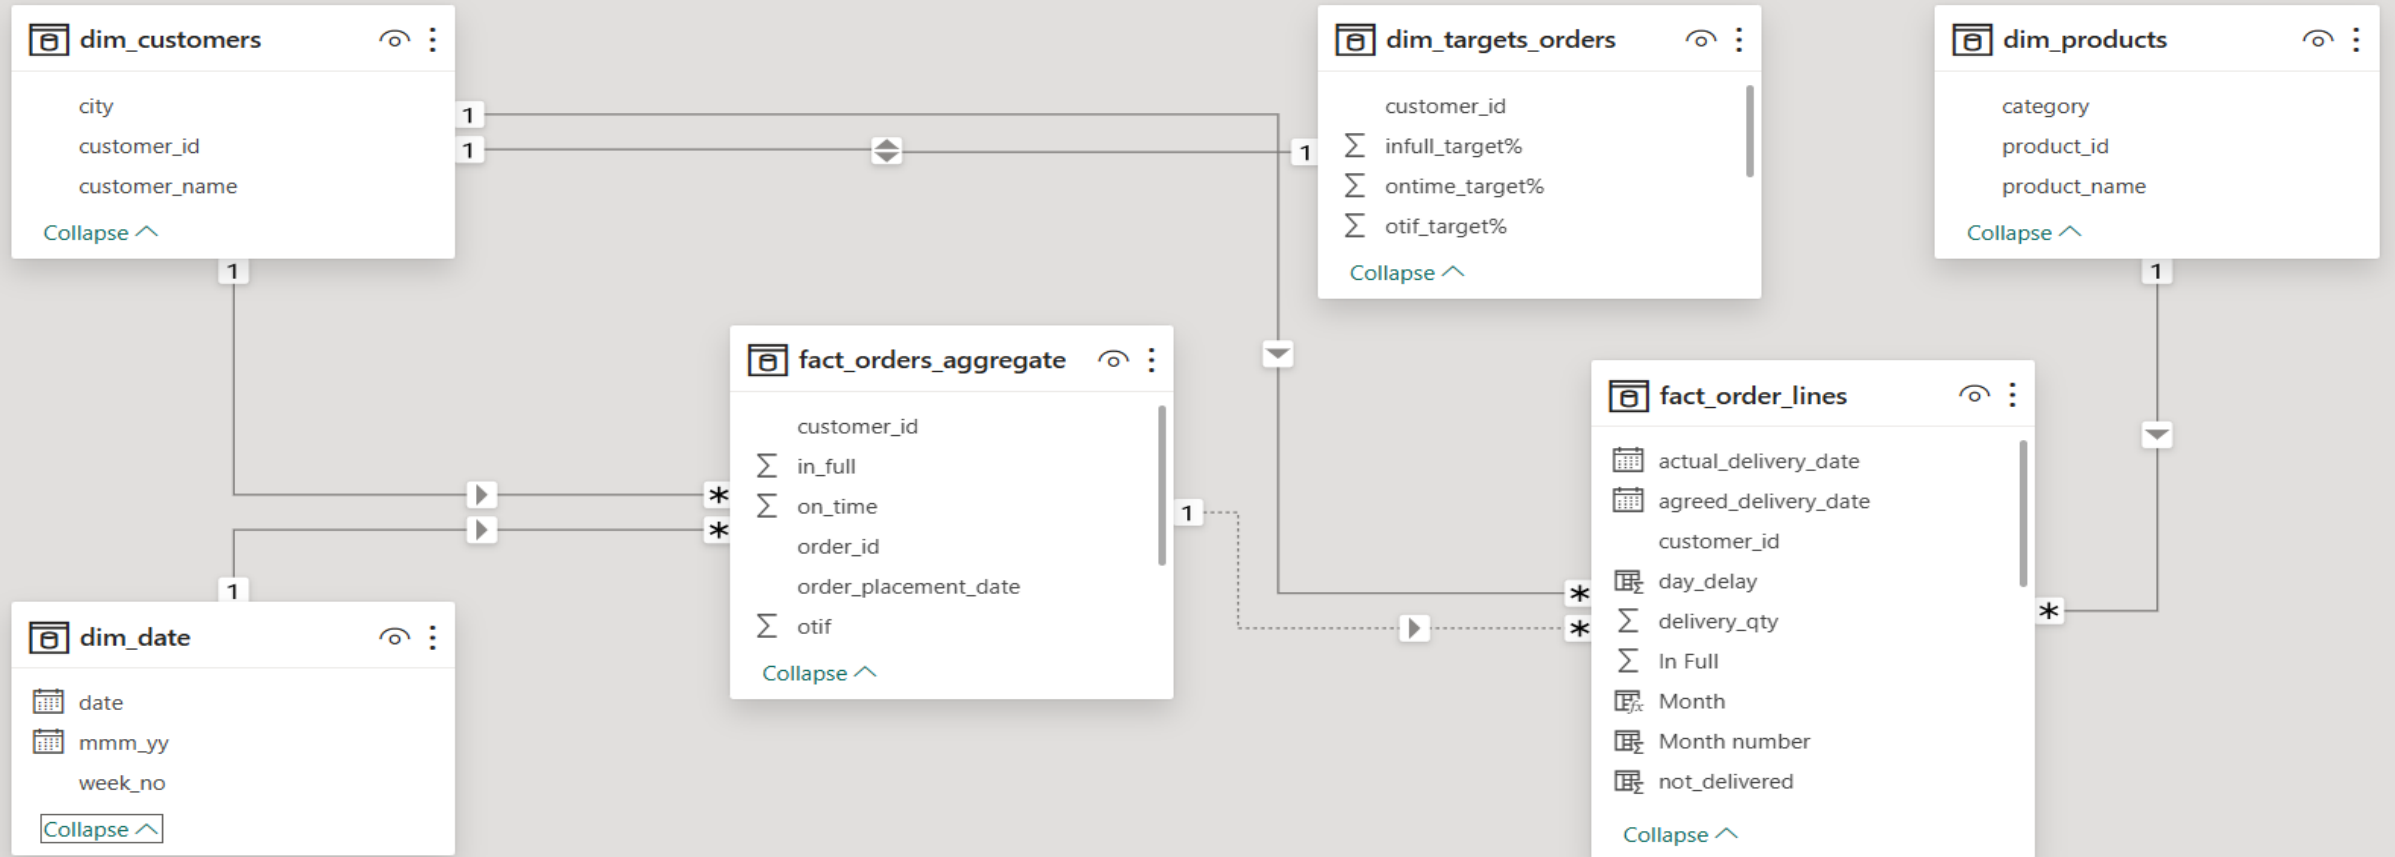 dim_customers
city
customer_id
customer_name
Collapse
1
1
1
dim_targets_orders
customer_id
infull_target%
ontime_target%
otif_target%
Collapse
1
dim_products
category
product_id
product_name
Collapse
1
fact_orders_aggregate
customer_id
in_full
on_time
order_id
order_placement_date
otif
Collapse
*
*
1
fact_order_lines
actual_delivery_date
agreed_delivery_date
customer_id
day_delay
delivery_qty
In Full
Month
Month number
not_delivered
Collapse
*
*
*
1
dim_date
date
mmm_yy
week_no
Collapse